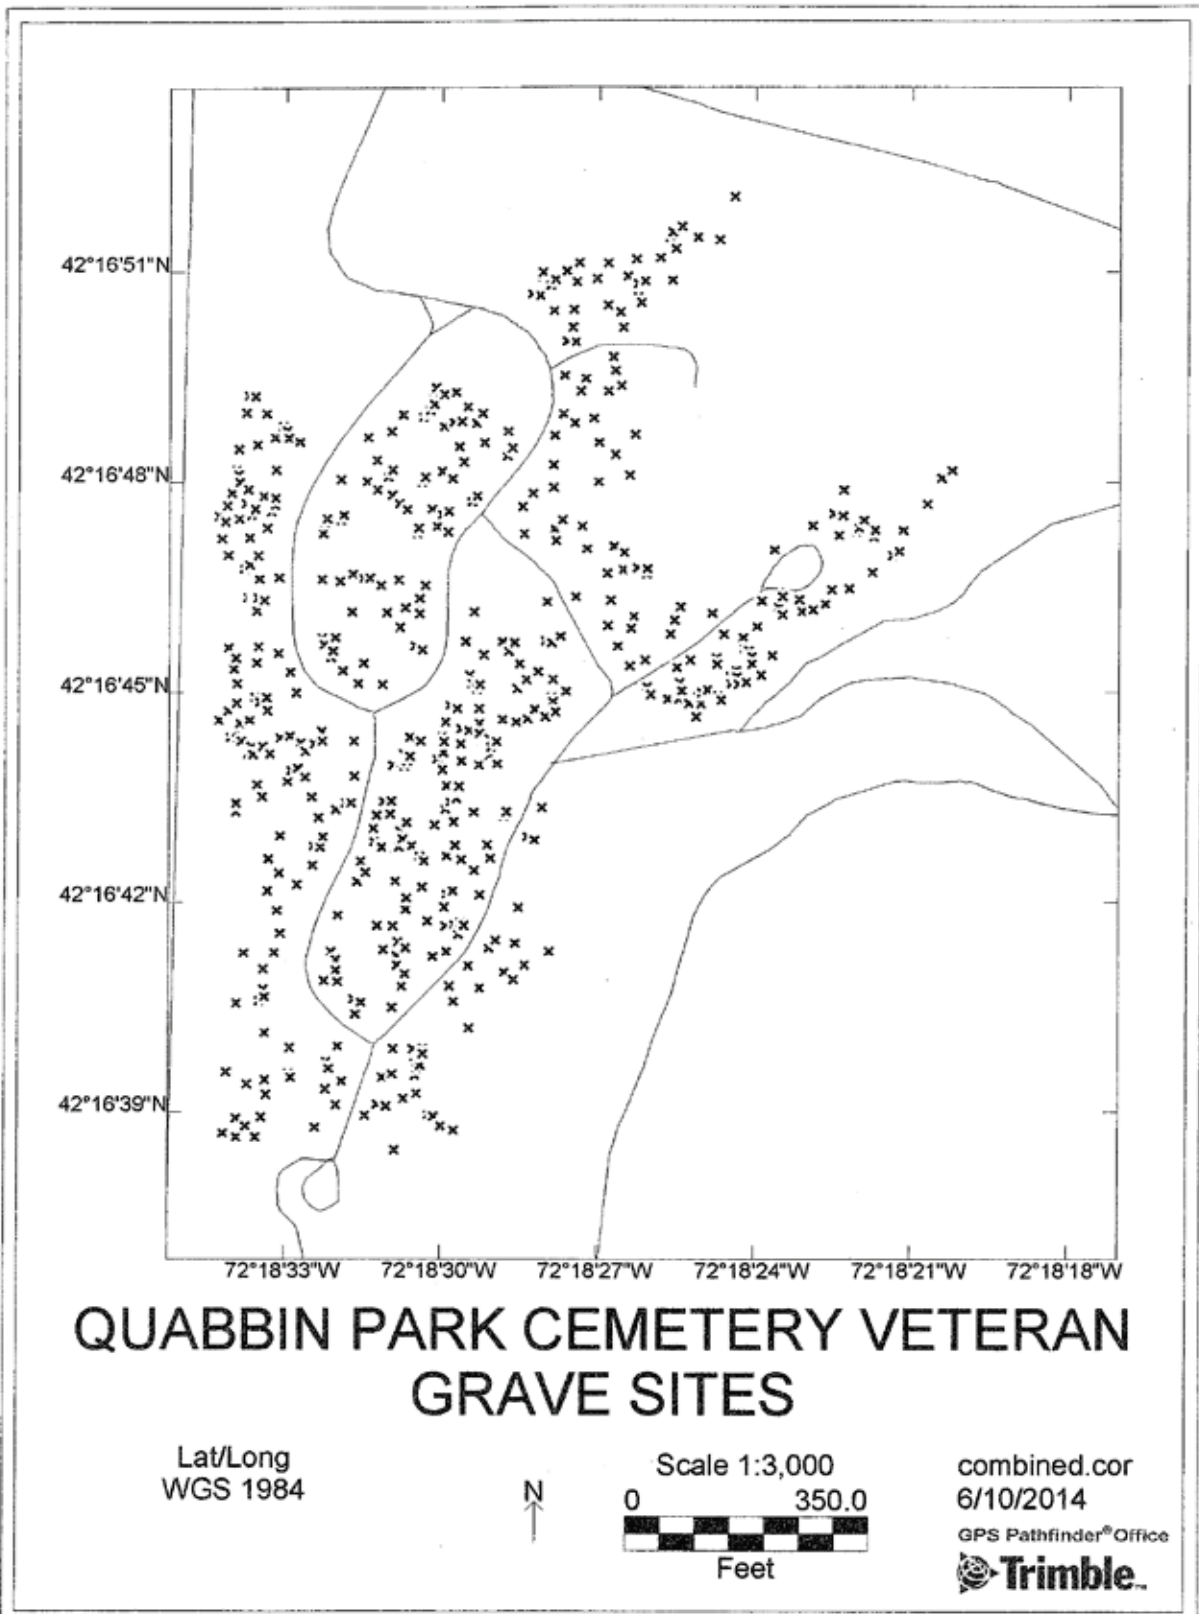 42°16'51"N
42°16'48"N
42°16'45"N
42°16'42"N
42°16'39"N
72°18'33"W 72°18'30"W 72°18'27"W 72°18'24"W 72°18'21"W 72°18'18"W
QUABBIN PARK CEMETERY VETERAN
GRAVE SITES
Lat/Long
WGS 1984
N
Scale 1:3,000
0 350.0
Feet
combined.cor
6/10/2014
GPS Pathfinder® Office
Trimble™